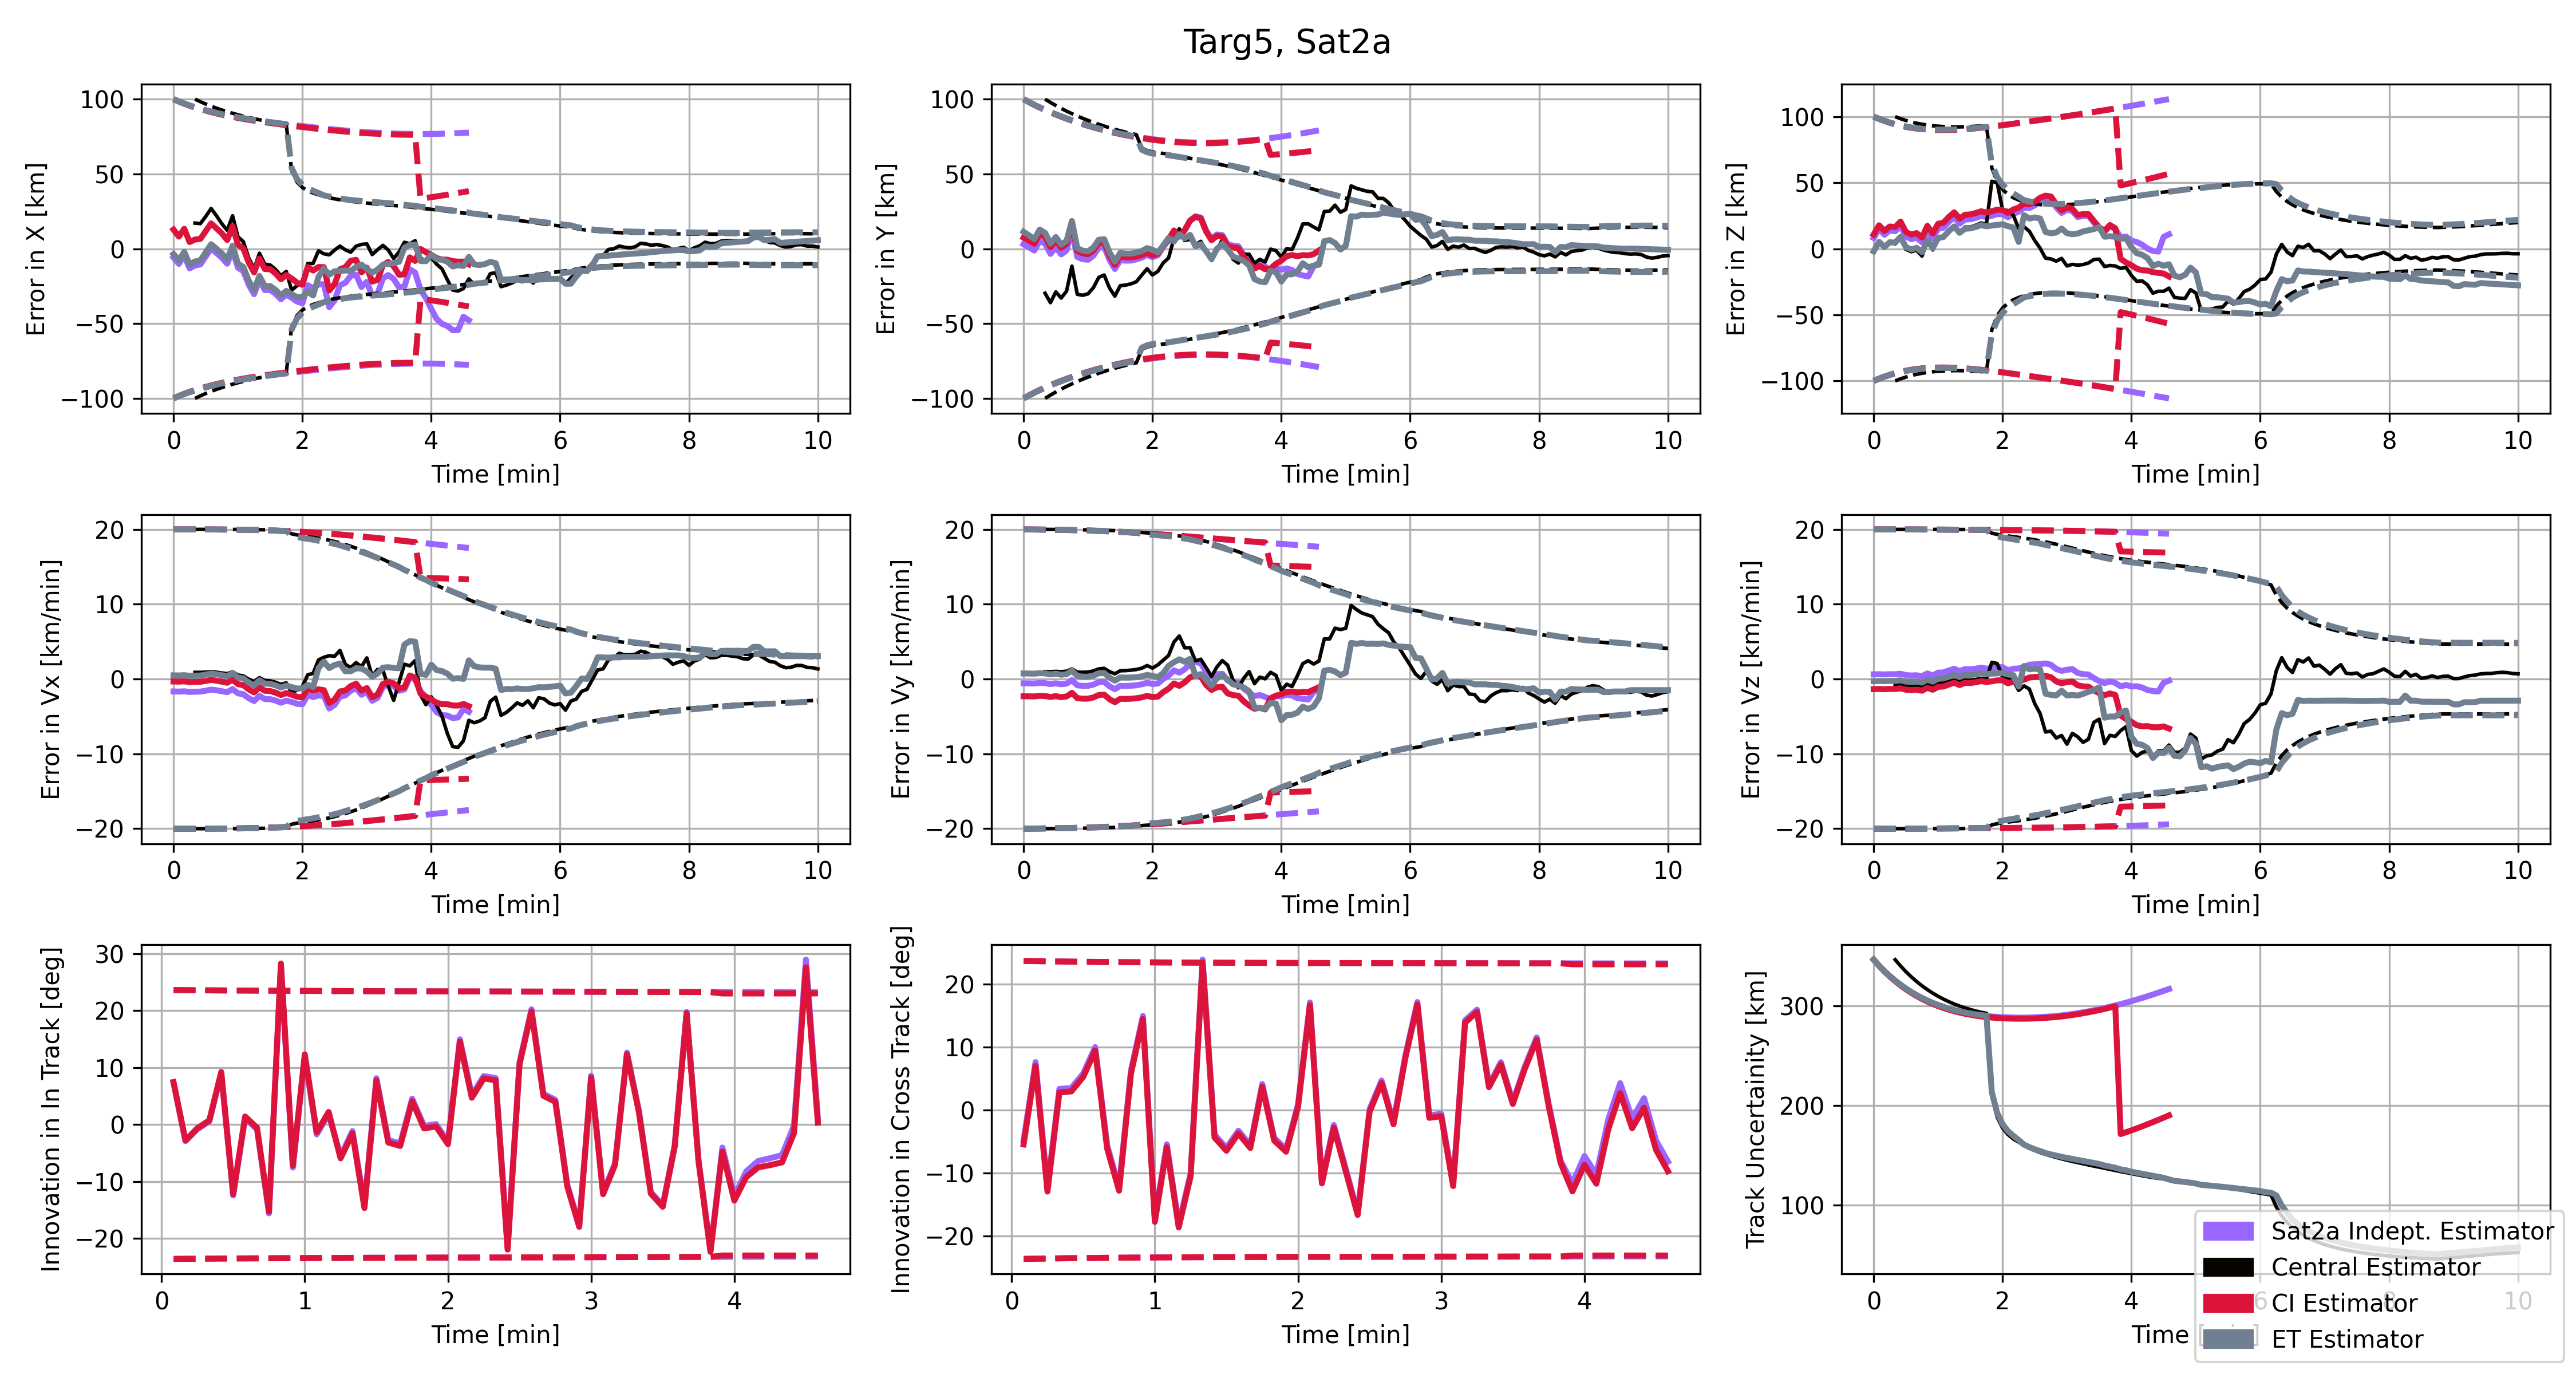 Targ5, Sat2a
Error in X [km]
100
50
0
−50
−100
0 2 4 6 8 10
Time [min]
Error in Y [km]
100
50
0
−50
−100
0 2 4 6 8 10
Time [min]
Error in Z [km]
100
50
0
−50
−100
0 2 4 6 8 10
Time [min]
Error in Vx [km/min]
20
10
0
−10
−20
0 2 4 6 8 10
Time [min]
Error in Vy [km/min]
20
10
0
−10
−20
0 2 4 6 8 10
Time [min]
Error in Vz [km/min]
20
10
0
−10
−20
0 2 4 6 8 10
Time [min]
Innovation in In Track [deg]
30
20
10
0
−10
−20
0 1 2 3 4
Time [min]
Innovation in Cross Track [deg]
20
10
0
−10
−20
0 1 2 3 4
Time [min]
Track Uncertainity [km]
300
200
100
0 2 4 6 8 10
Time
Sat2a Indept. Estimator
Central Estimator
CI Estimator
ET Estimator